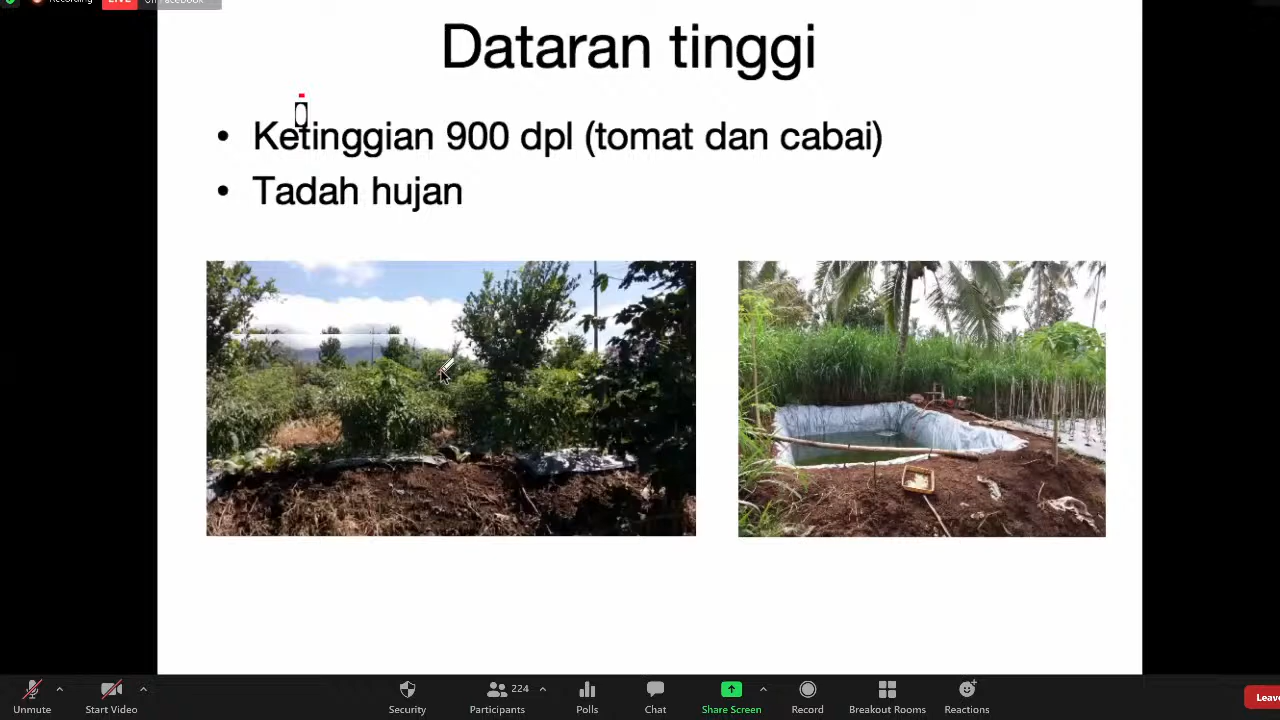 Recording
LIVE
on Facebook
Dataran tinggi
• Ketinggian 900 dpl (tomat dan cabai)
• Tadah hujan
Unmute
Start Video
Security
224
Participants
Polls
Chat
Share Screen
Record
Breakout Rooms
Reactions
Leave